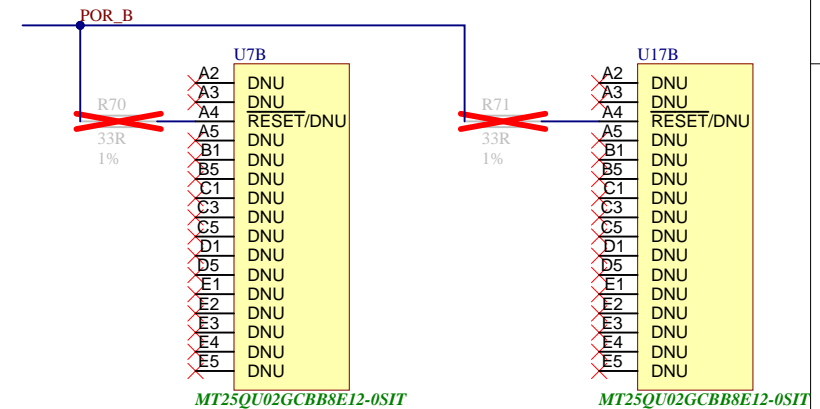 POR_B
U7B
U17B
A2 DNU
A3 DNU
R70
A4 RESET/DNU
33R
1%
A5 DNU
B1 DNU
B5 DNU
C1 DNU
C3 DNU
C5 DNU
D1 DNU
D5 DNU
E1 DNU
E2 DNU
E3 DNU
E4 DNU
E5 DNU
MT25QU02GCBB8E12-0SIT
A2 DNU
A3 DNU
R71
A4 RESET/DNU
33R
1%
A5 DNU
B1 DNU
B5 DNU
C1 DNU
C3 DNU
C5 DNU
D1 DNU
D5 DNU
E1 DNU
E2 DNU
E3 DNU
E4 DNU
E5 DNU
MT25QU02GCBB8E12-0SIT